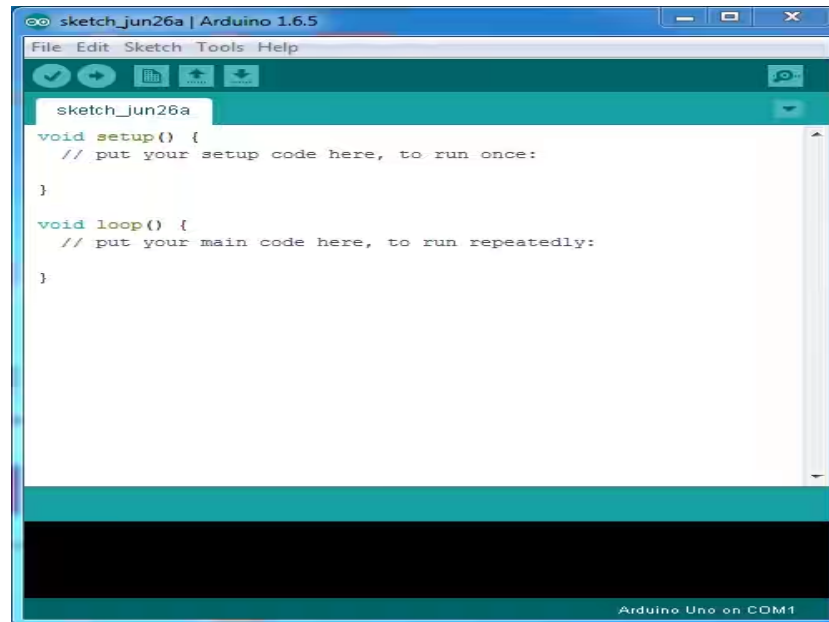 sketch_jun26a | Arduino 1.6.5
File Edit Sketch Tools Help
sketch_jun26a
void setup() {
  // put your setup code here, to run once:
}
void loop() {
  // put your main code here, to run repeatedly:
}
Arduino Uno on COM1